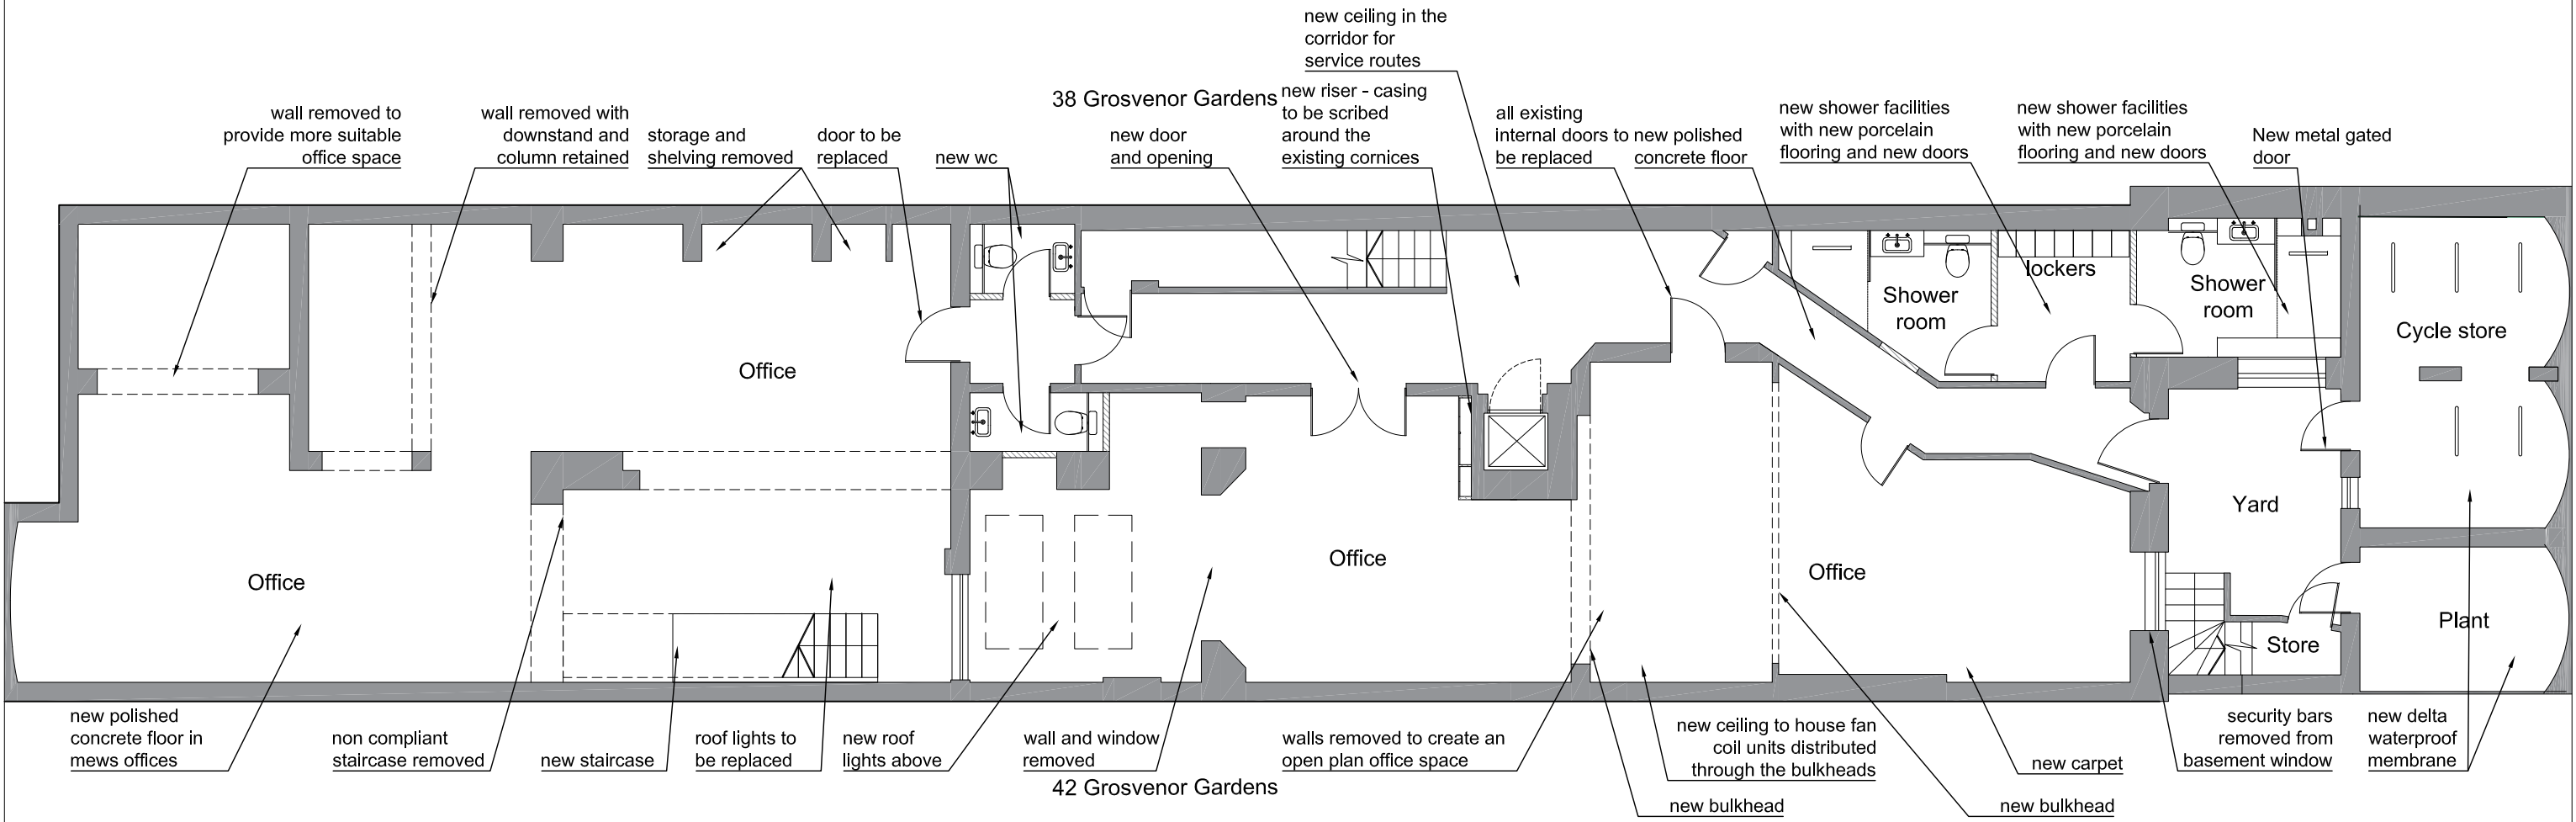 new ceiling in the
corridor for
service routes
38 Grosvenor Gardens
new riser - casing
to be scribed
around the
existing cornices
wall removed to
provide more suitable
office space
wall removed with
downstand and
column retained
storage and
shelving removed
door to be
replaced
new wc
new door
and opening
all existing
internal doors to
be replaced
new polished
concrete floor
new shower facilities
with new porcelain
flooring and new doors
new shower facilities
with new porcelain
flooring and new doors
New metal gated
door
lockers
Shower
room
Shower
room
Cycle store
Office
Yard
Office
Office
Office
Plant
Store
new polished
concrete floor in
mews offices
non compliant
staircase removed
new staircase
roof lights to
be replaced
new roof
lights above
wall and window
removed
42 Grosvenor Gardens
walls removed to create an
open plan office space
new ceiling to house fan
coil units distributed
through the bulkheads
new bulkhead
new carpet
new bulkhead
security bars
removed from
basement window
new delta
waterproof
membrane